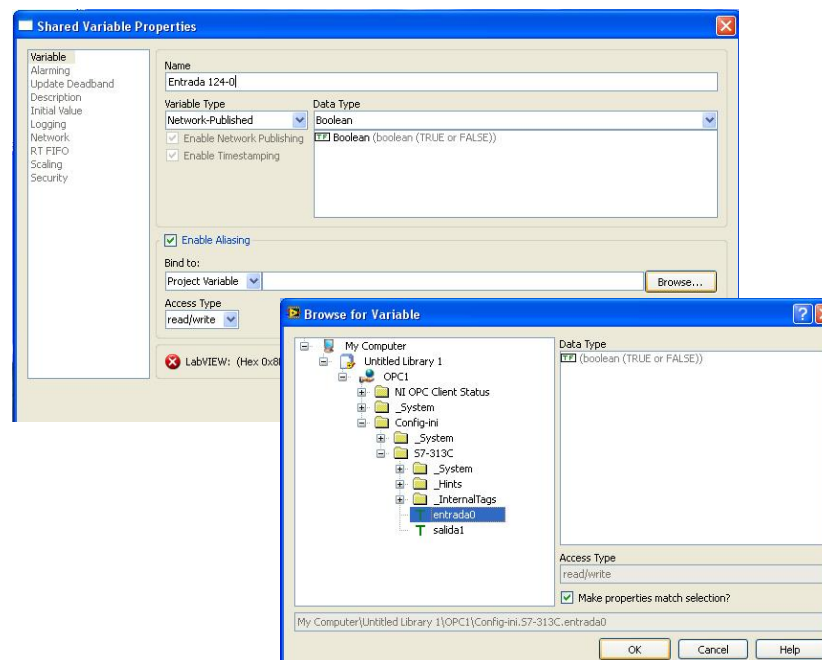 Shared Variable Properties
Variable
Alarming
Update Deadband
Description
Initial Value
Logging
Network
RT FIFO
Scaling
Security
Name
Entrada 124-0
Variable Type
Data Type
Network-Published
Boolean
Enable Network Publishing
Enable Timestamping
TF Boolean (boolean (TRUE or FALSE))
Enable Aliasing
Bind to:
Project Variable
Browse...
Access Type
read/write
LabVIEW: (Hex 0x8
Browse for Variable
My Computer
Untitled Library 1
OPC1
NI OPC Client Status
_System
Config-ini
_System
S7-313C
_System
_Hints
_InternalTags
entrada0
salida1
Data Type
TF (boolean (TRUE or FALSE))
Access Type
read/write
Make properties match selection?
My Computer\Untitled Library 1\OPC1\Config-ini.S7-313C.entrada0
OK
Cancel
Help